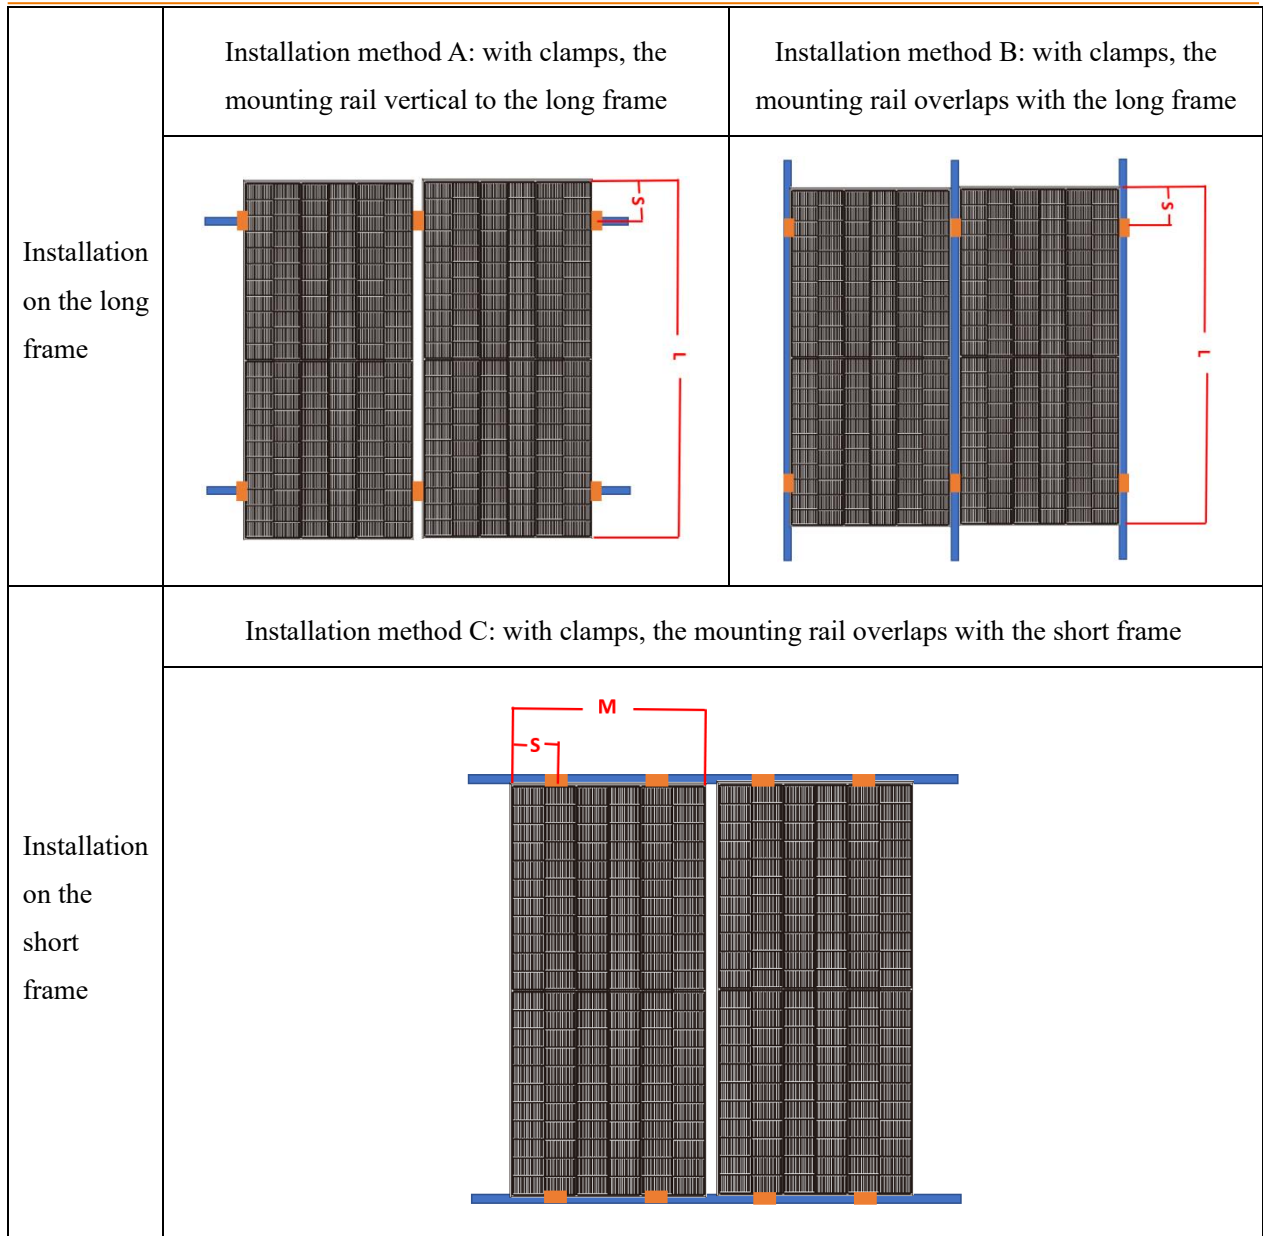 Installation method A: with clamps, the
mounting rail vertical to the long frame
Installation method B: with clamps, the
mounting rail overlaps with the long frame
Installation
on the long
frame
S
L
S
L
Installation method C: with clamps, the mounting rail overlaps with the short frame
Installation
on the
short
frame
M
S